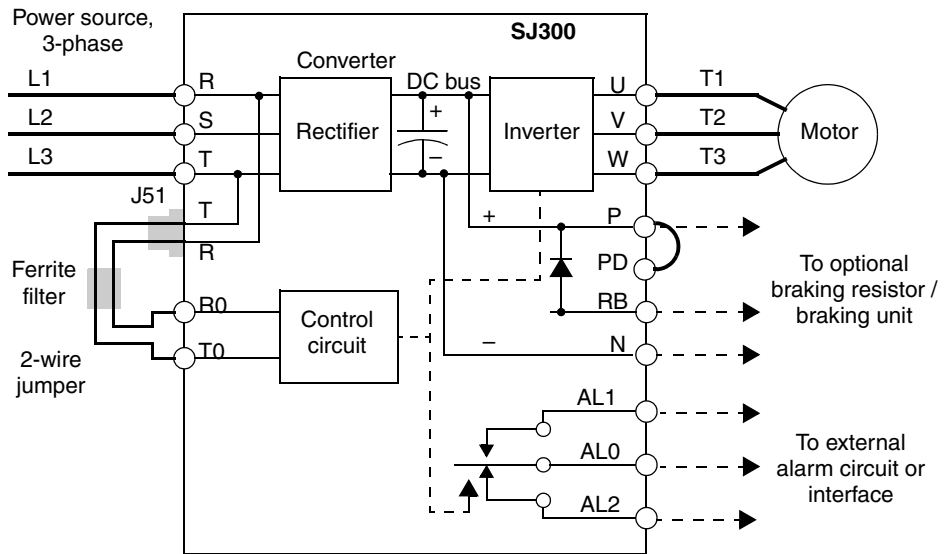 Power source,
3-phase
SJ300
L1
R
Converter
DC bus
U
T1
L2
S
Rectifier
+
–
Inverter
V
T2
Motor
L3
T
W
T3
J51
T
R
+
P
PD
RB
N
–
To optional
braking resistor /
braking unit
Ferrite
filter
R0
Control
circuit
T0
2-wire
jumper
AL1
AL0
AL2
To external
alarm circuit or
interface